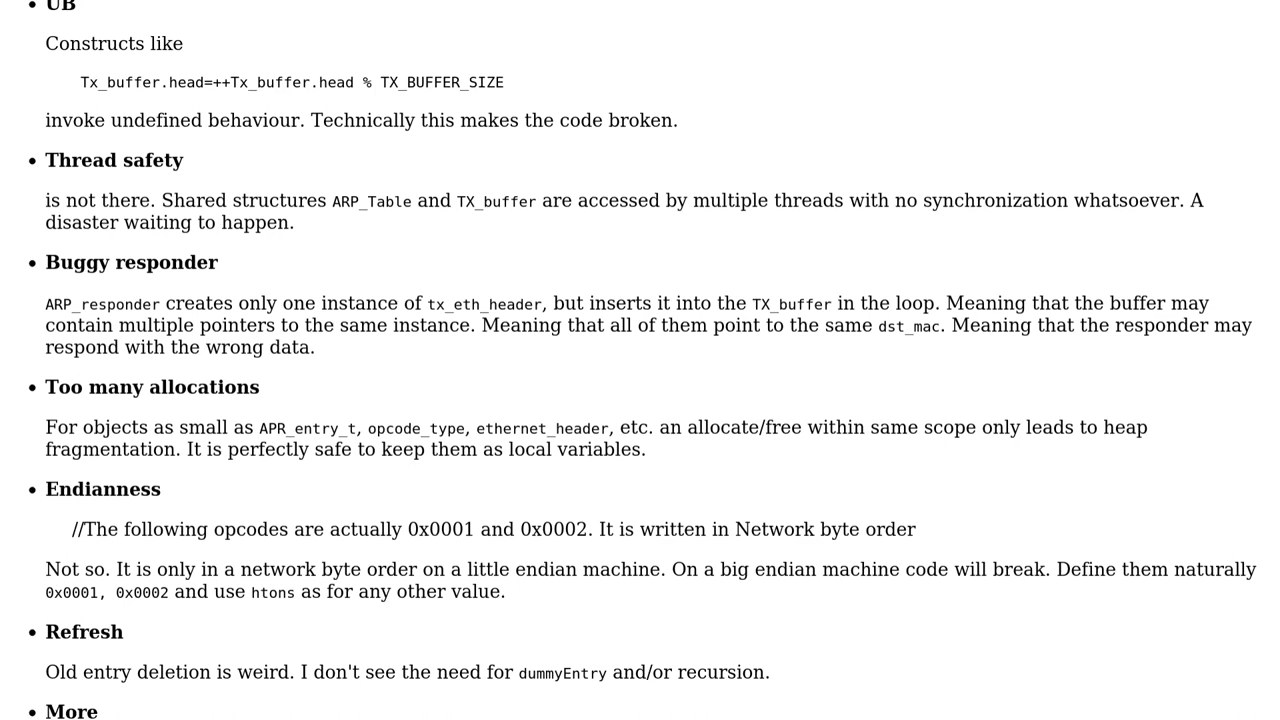 UB
Constructs like
Tx_buffer.head=++Tx_buffer.head % TX_BUFFER_SIZE
invoke undefined behaviour. Technically this makes the code broken.
Thread safety
is not there. Shared structures ARP_Table and TX_buffer are accessed by multiple threads with no synchronization whatsoever. A
disaster waiting to happen.
Buggy responder
ARP_responder creates only one instance of tx_eth_header, but inserts it into the TX_buffer in the loop. Meaning that the buffer may
contain multiple pointers to the same instance. Meaning that all of them point to the same dst_mac. Meaning that the responder may
respond with the wrong data.
Too many allocations
For objects as small as APR_entry_t, opcode_type, ethernet_header, etc. an allocate/free within same scope only leads to heap
fragmentation. It is perfectly safe to keep them as local variables.
Endianness
//The following opcodes are actually 0x0001 and 0x0002. It is written in Network byte order
Not so. It is only in a network byte order on a little endian machine. On a big endian machine code will break. Define them naturally
0x0001, 0x0002 and use htons as for any other value.
Refresh
Old entry deletion is weird. I don't see the need for dummyEntry and/or recursion.
More